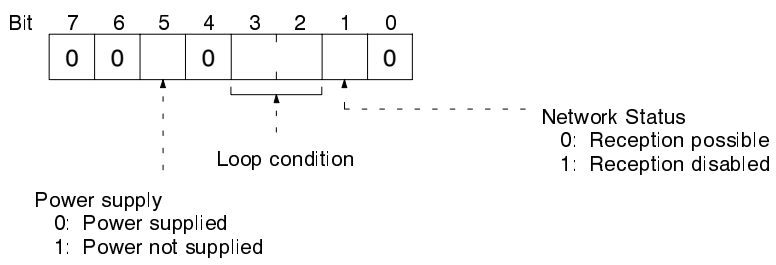 Bit 7 6 5 4 3 2 1 0
0 0 0 0
Network Status
0: Reception possible
1: Reception disabled
Loop condition
Power supply
0: Power supplied
1: Power not supplied